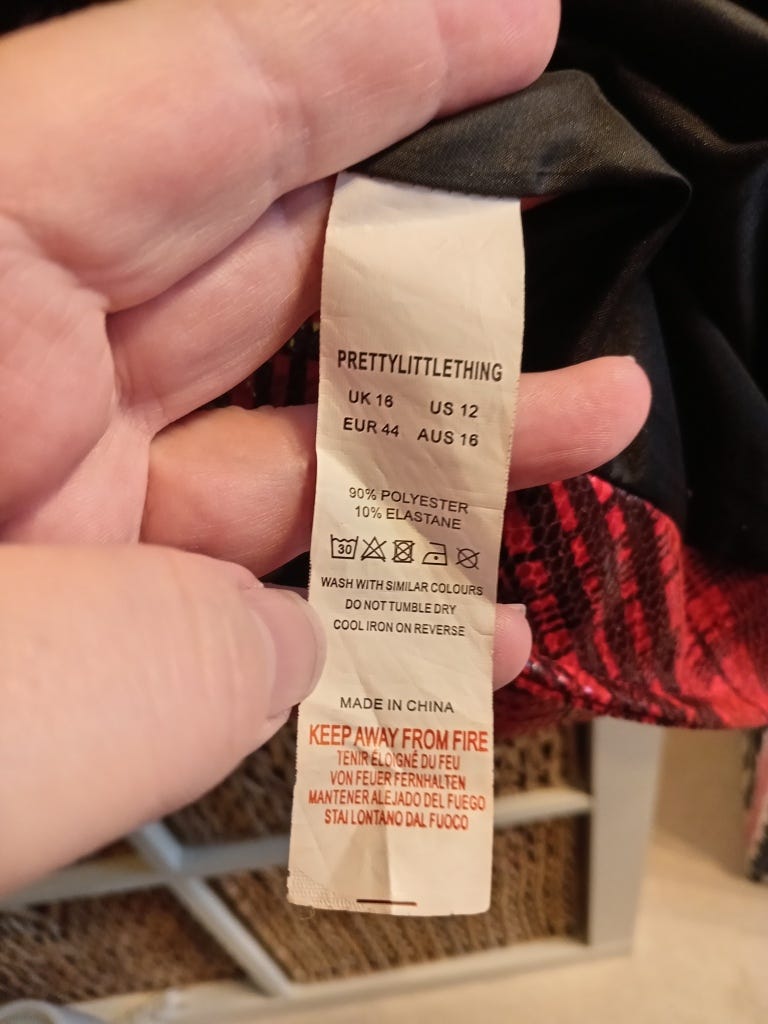 PRETTYLITTLETHING
UK 16 US 12
EUR 44 AUS 16
90% POLYESTER
10% ELASTANE
30
WASH WITH SIMILAR COLOURS
DO NOT TUMBLE DRY
COOL IRON ON REVERSE
MADE IN CHINA
KEEP AWAY FROM FIRE
TENIR ÉLOIGNÉ DU FEU
VON FEUER FERNHALTEN
MANTENER ALEJADO DEL FUEGO
STAI LONTANO DAL FUOCO